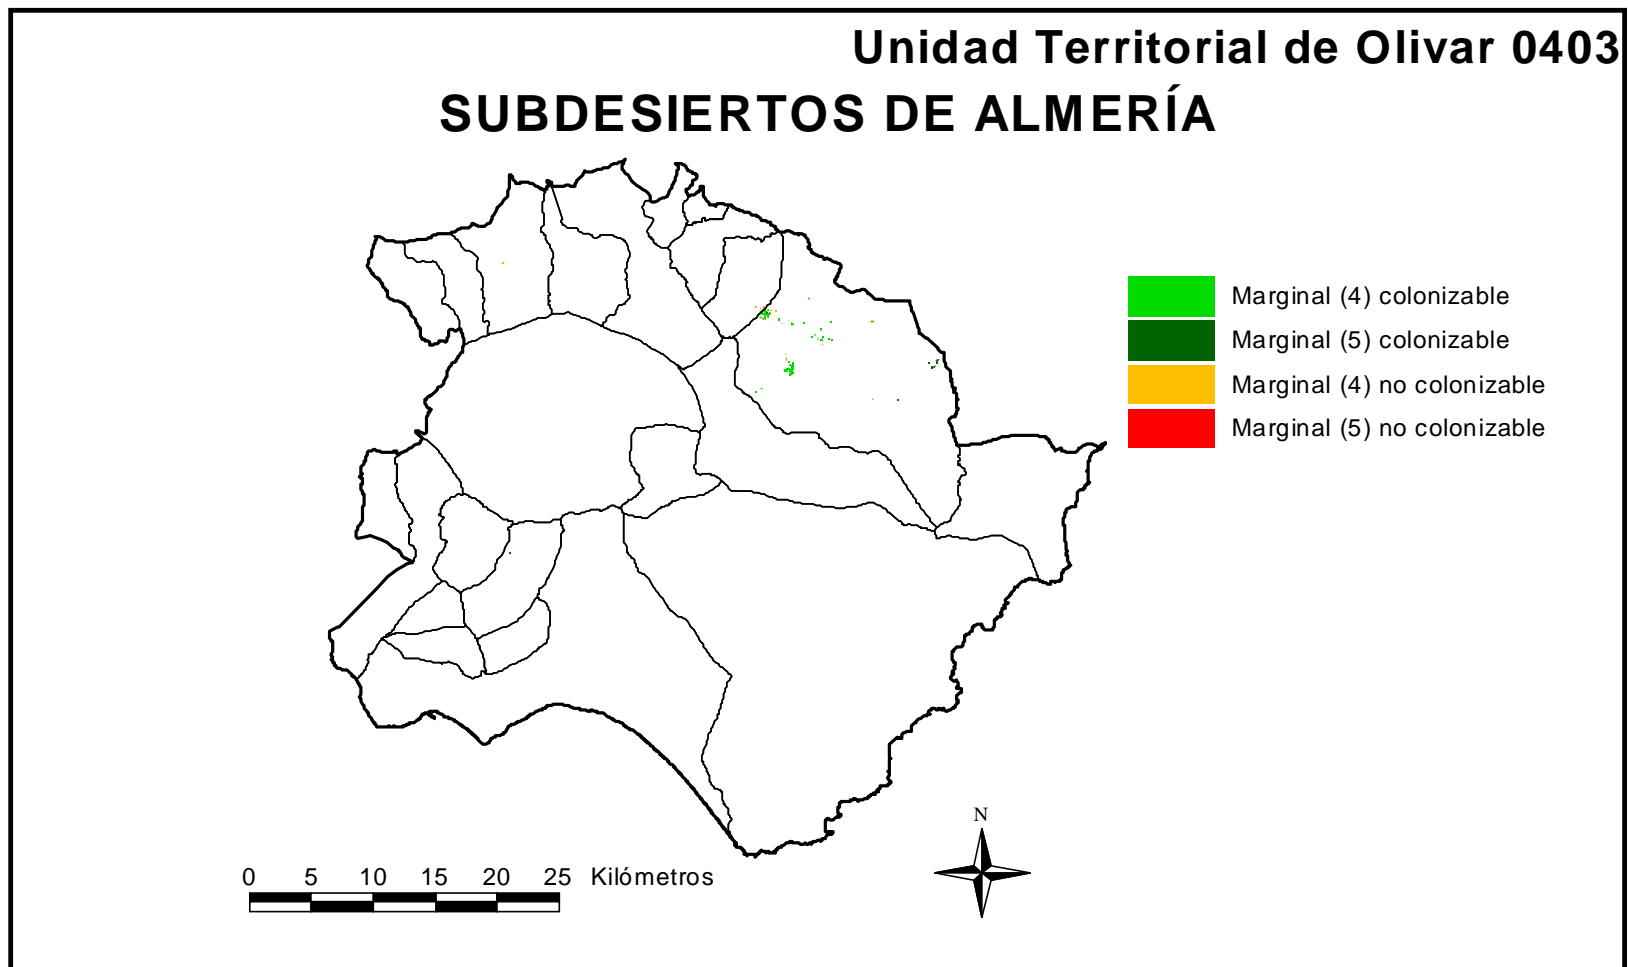 Unidad Territorial de Olivar 0403
SUBDESIERTOS DE ALMERÍA
Marginal (4) colonizable
Marginal (5) colonizable
Marginal (4) no colonizable
Marginal (5) no colonizable
N
0 5 10 15 20 25 Kilómetros